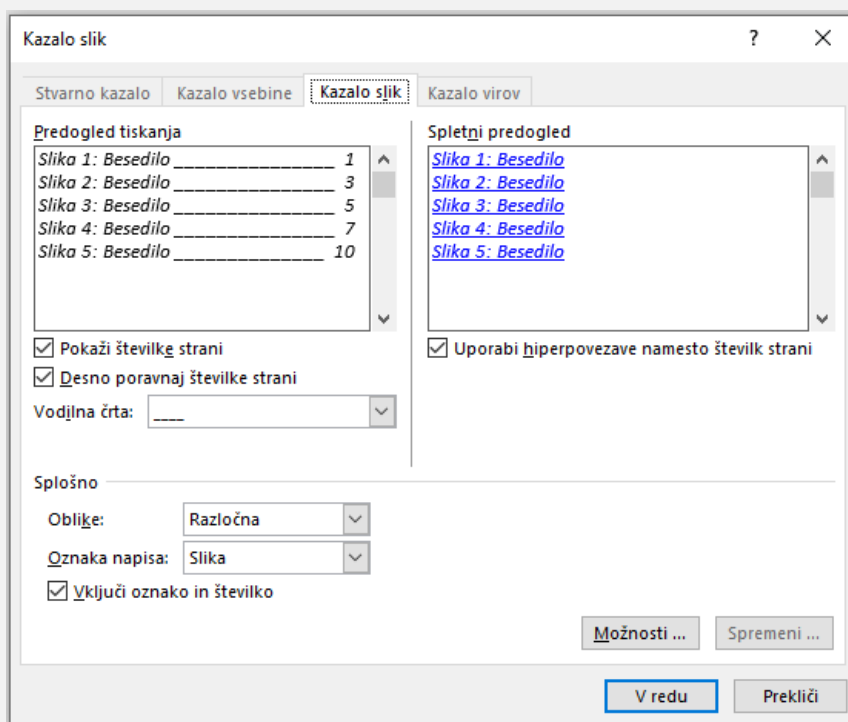 Kazalo slik ? ×
Stvarno kazalo Kazalo vsebine Kazalo slik Kazalo virov
Predogled tiskanja
Slika 1: Besedilo _______________ 1
Slika 2: Besedilo _______________ 3
Slika 3: Besedilo _______________ 5
Slika 4: Besedilo _______________ 7
Slika 5: Besedilo ______________ 10
Pokaži številke strani
Desno poravnaj številke strani
Vodilna črta: ____
Spletni predogled
Slika 1: Besedilo
Slika 2: Besedilo
Slika 3: Besedilo
Slika 4: Besedilo
Slika 5: Besedilo
Uporabi hiperpovezave namesto številk strani
Splošno
Oblike: Razločna
Oznaka napisa: Slika
Vključi oznako in številko
Možnosti ... Spremeni ...
V redu Prekliči